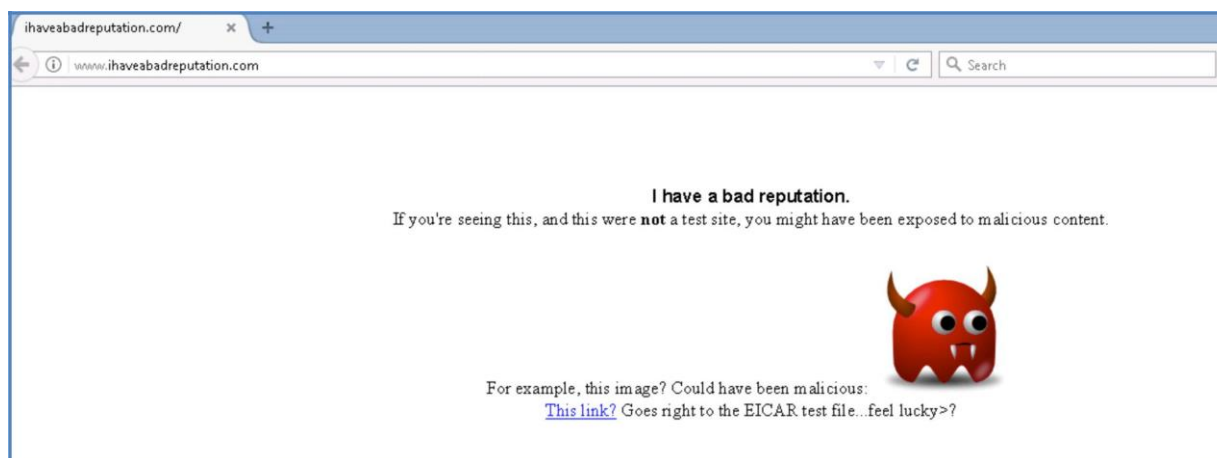 ihaveabadreputation.com/
www.ihaveabadreputation.com
Search
I have a bad reputation.
If you're seeing this, and this were not a test site, you might have been exposed to malicious content.
For example, this image? Could have been malicious:
This link? Goes right to the EICAR test file...feel lucky>?